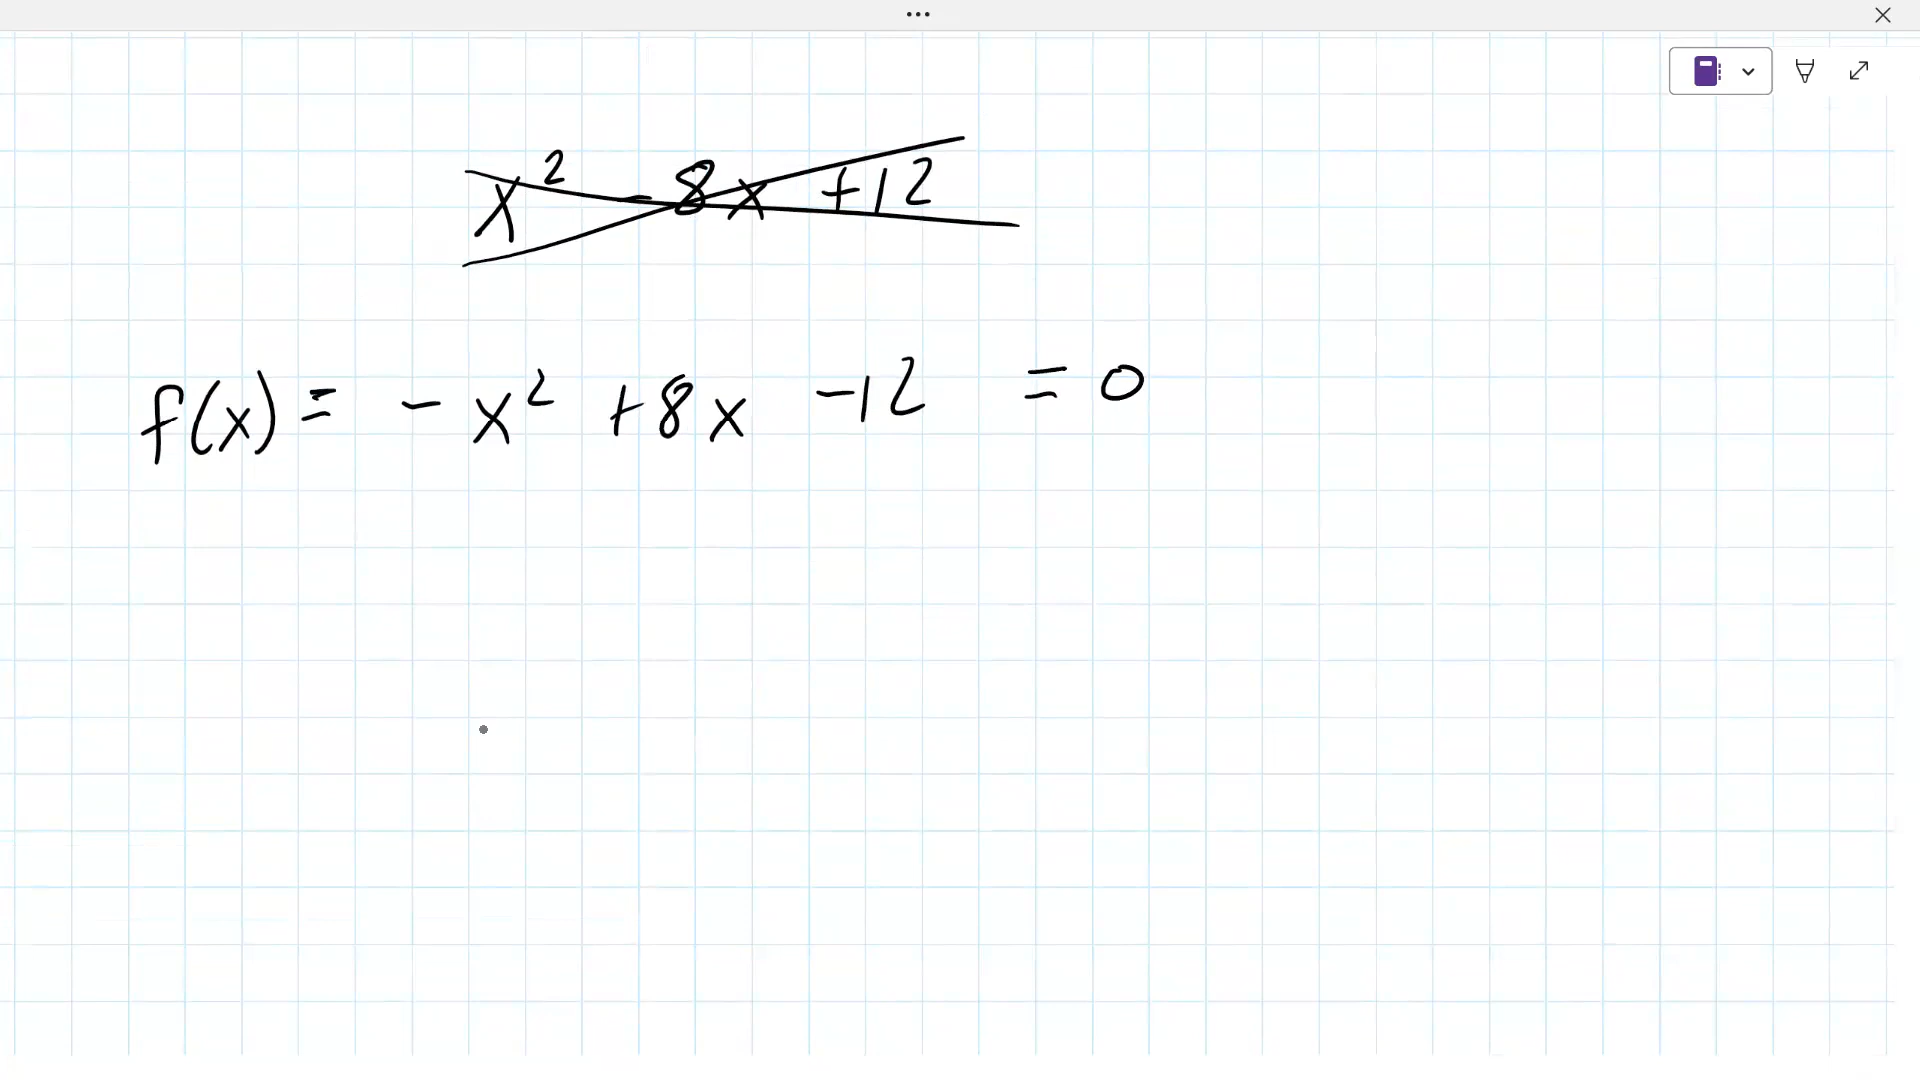 x² - 8x + 12
f(x) = - x² + 8x - 12 = 0